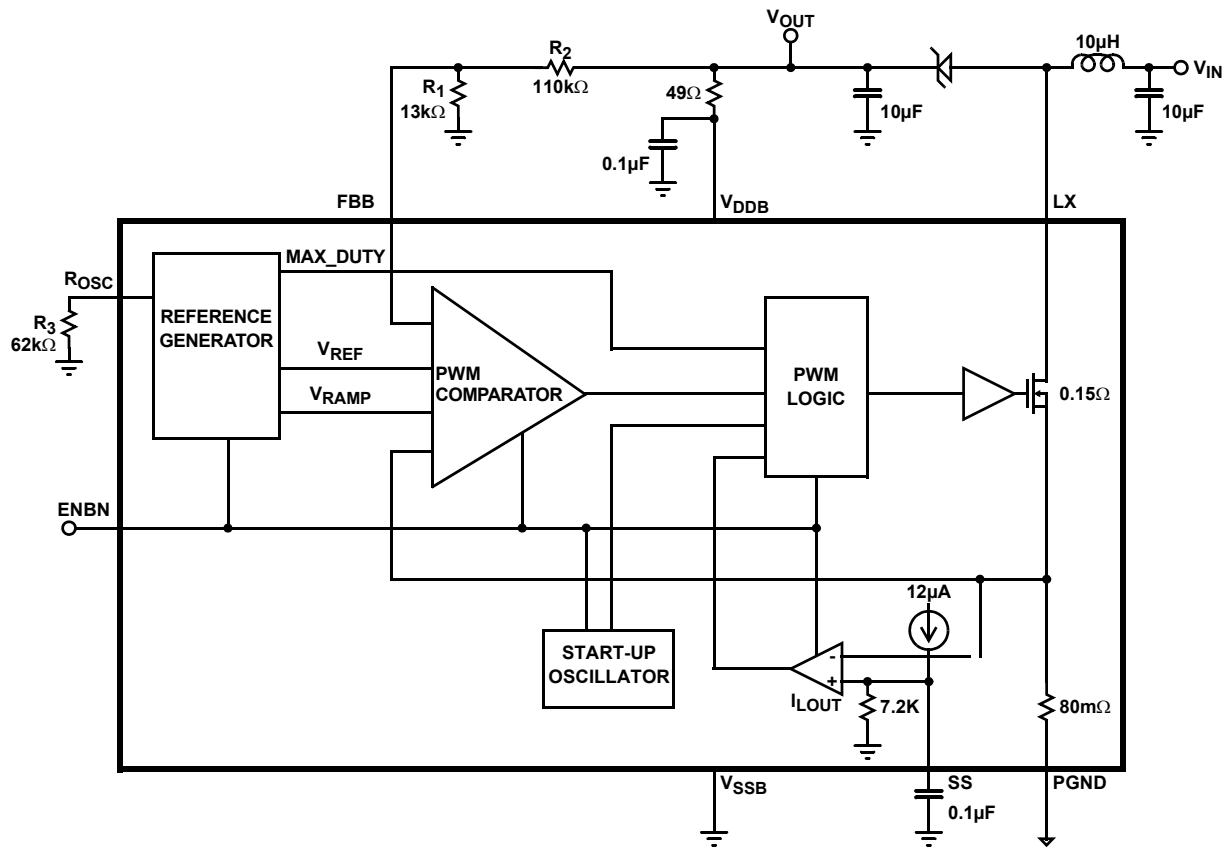 VOUT
10µH
VIN
R2
110kΩ
R1
13kΩ
49Ω
10µF
10µF
0.1µF
FBB
VDDB
LX
MAX_DUTY
ROSC
R3
62kΩ
REFERENCE
GENERATOR
VREF
VRAMP
PWM
COMPARATOR
PWM
LOGIC
0.15Ω
ENBN
12µA
START-UP
OSCILLATOR
-
+
ILOUT
7.2K
80mΩ
VSSB
SS
PGND
0.1µF